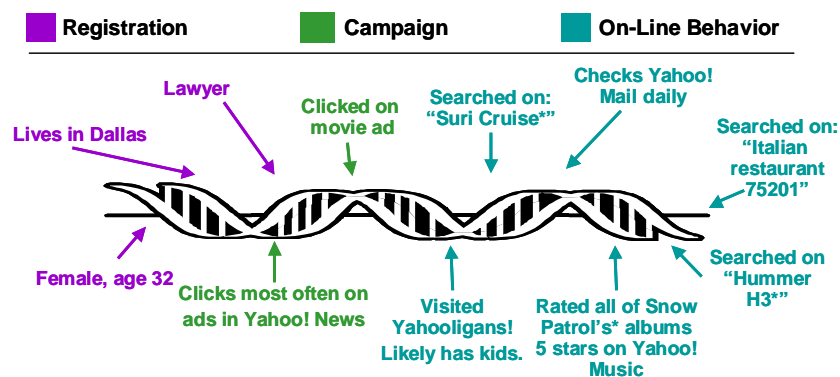 Registration
Campaign
On-Line Behavior
Lawyer
Lives in Dallas
Female, age 32
Clicked on
movie ad
Clicks most often on
ads in Yahoo! News
Searched on:
“Suri Cruise*”
Checks Yahoo!
Mail daily
Searched on:
“Italian
restaurant
75201”
Visited
Yahooligans!
Likely has kids.
Rated all of Snow
Patrol’s* albums
5 stars on Yahoo!
Music
Searched on
“Hummer
H3*”